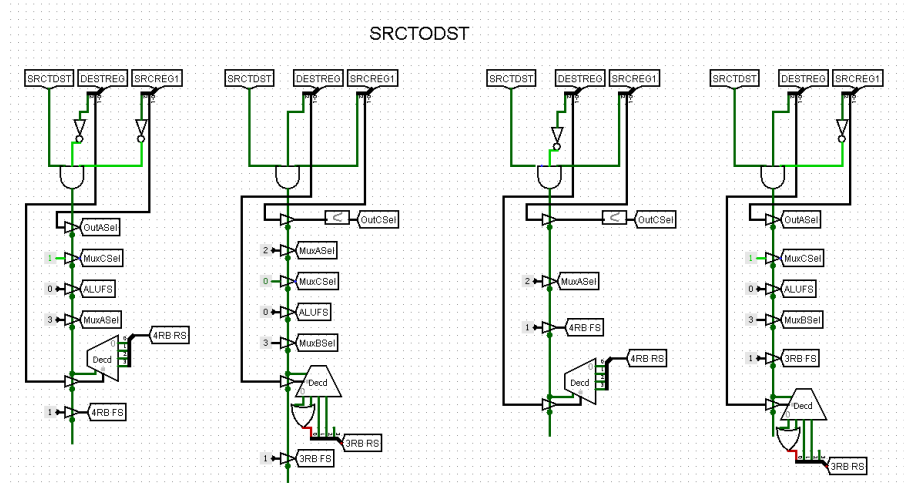 SRCTODST
SRCTDST DESTREG SRCREG1
SRCTDST DESTREG SRCREG1
SRCTDST DESTREG SRCREG1
SRCTDST DESTREG SRCREG1
OutASel
1 MuxCSel
0 ALUFS
3 MuxASel
4RB RS
Decd
1 4RB FS
OutCSel
2 MuxASel
0 MuxCSel
0 ALUFS
3 MuxBSel
Decd
3RB RS
1 3RB FS
OutCSel
2 MuxASel
1 4RB FS
4RB RS
Decd
OutASel
1 MuxCSel
0 ALUFS
3 MuxBSel
1 3RB FS
Decd
3RB RS